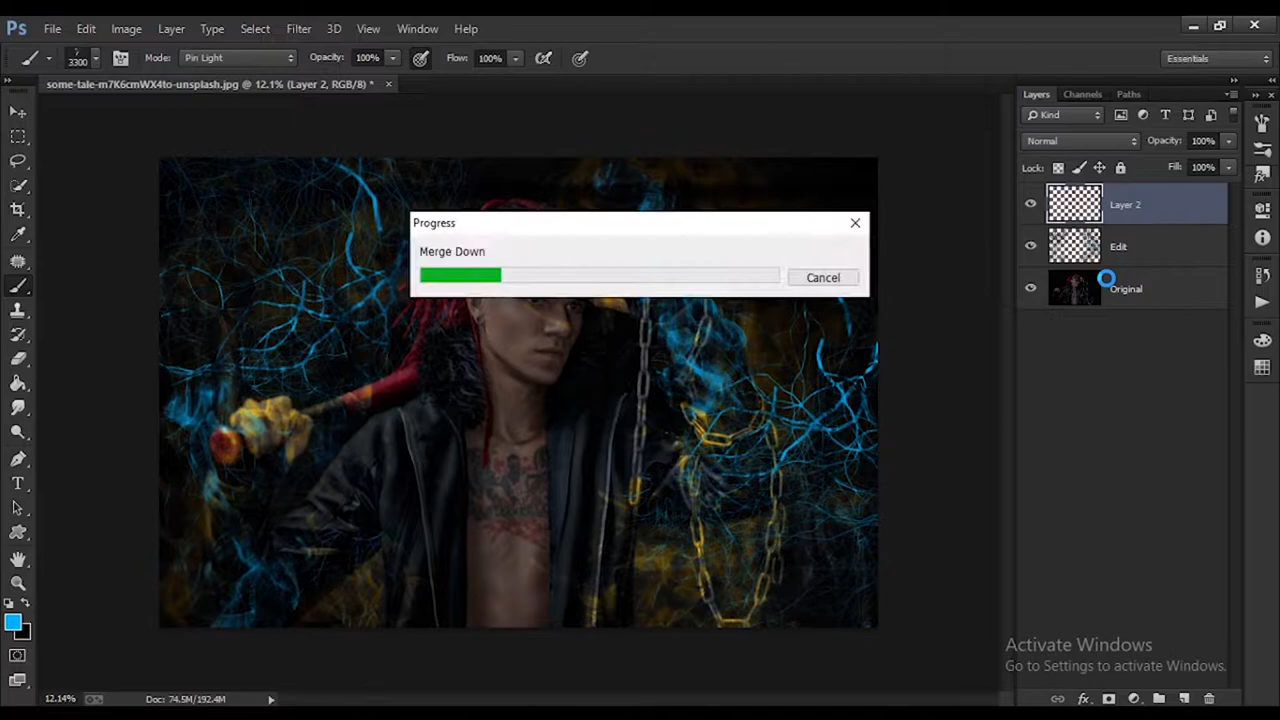 Ps File Edit Image Layer Type Select Filter 3D View Window Help
3300 Mode: Pin Light Opacity: 100% Flow: 100% Essentials
some-tale-m7K6cmWX4to-unsplash.jpg @ 12.1% (Layer 2, RGB/8) * ×
Layers Channels Paths
Kind
Normal Opacity: 100%
Lock: Fill: 100%
Layer 2
Edit
Original
Progress
Merge Down
Cancel
Activate Windows
Go to Settings to activate Windows.
12.14% Doc: 74.5M/192.4M